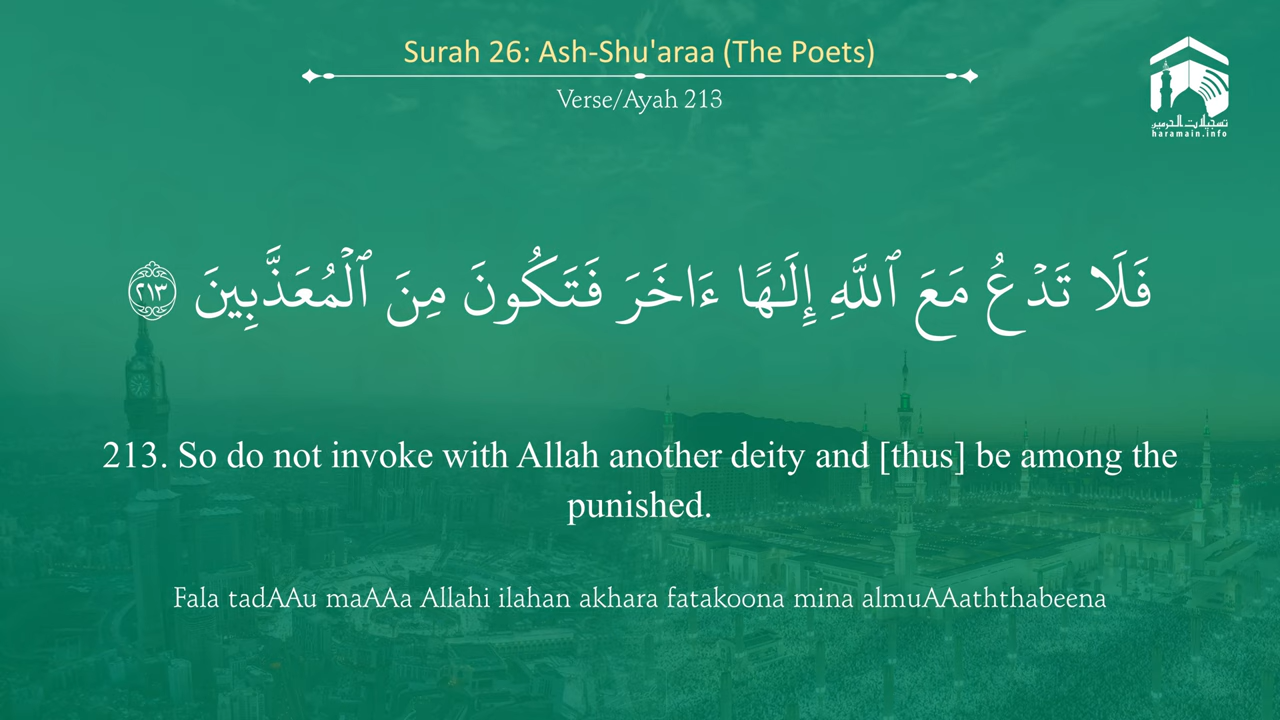 Surah 26: Ash-Shu'araa (The Poets)
Verse/Ayah 213
تسجيلات الحرمين
haramain.info
فَلَا تَدۡعُ مَعَ ٱللَّهِ إِلَٰهًا ءَاخَرَ فَتَكُونَ مِنَ ٱلۡمُعَذَّبِينَ ٢١٣
213. So do not invoke with Allah another deity and [thus] be among the
punished.
Fala tadAAu maAAa Allahi ilahan akhara fatakoona mina almuAAaththabeena